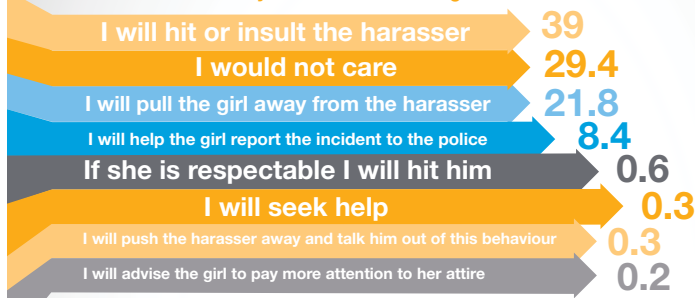 I will hit or insult the harasser 39
I would not care 29.4
I will pull the girl away from the harasser 21.8
I will help the girl report the incident to the police 8.4
If she is respectable I will hit him 0.6
I will seek help 0.3
I will push the harasser away and talk him out of this behaviour 0.3
I will advise the girl to pay more attention to her attire 0.2